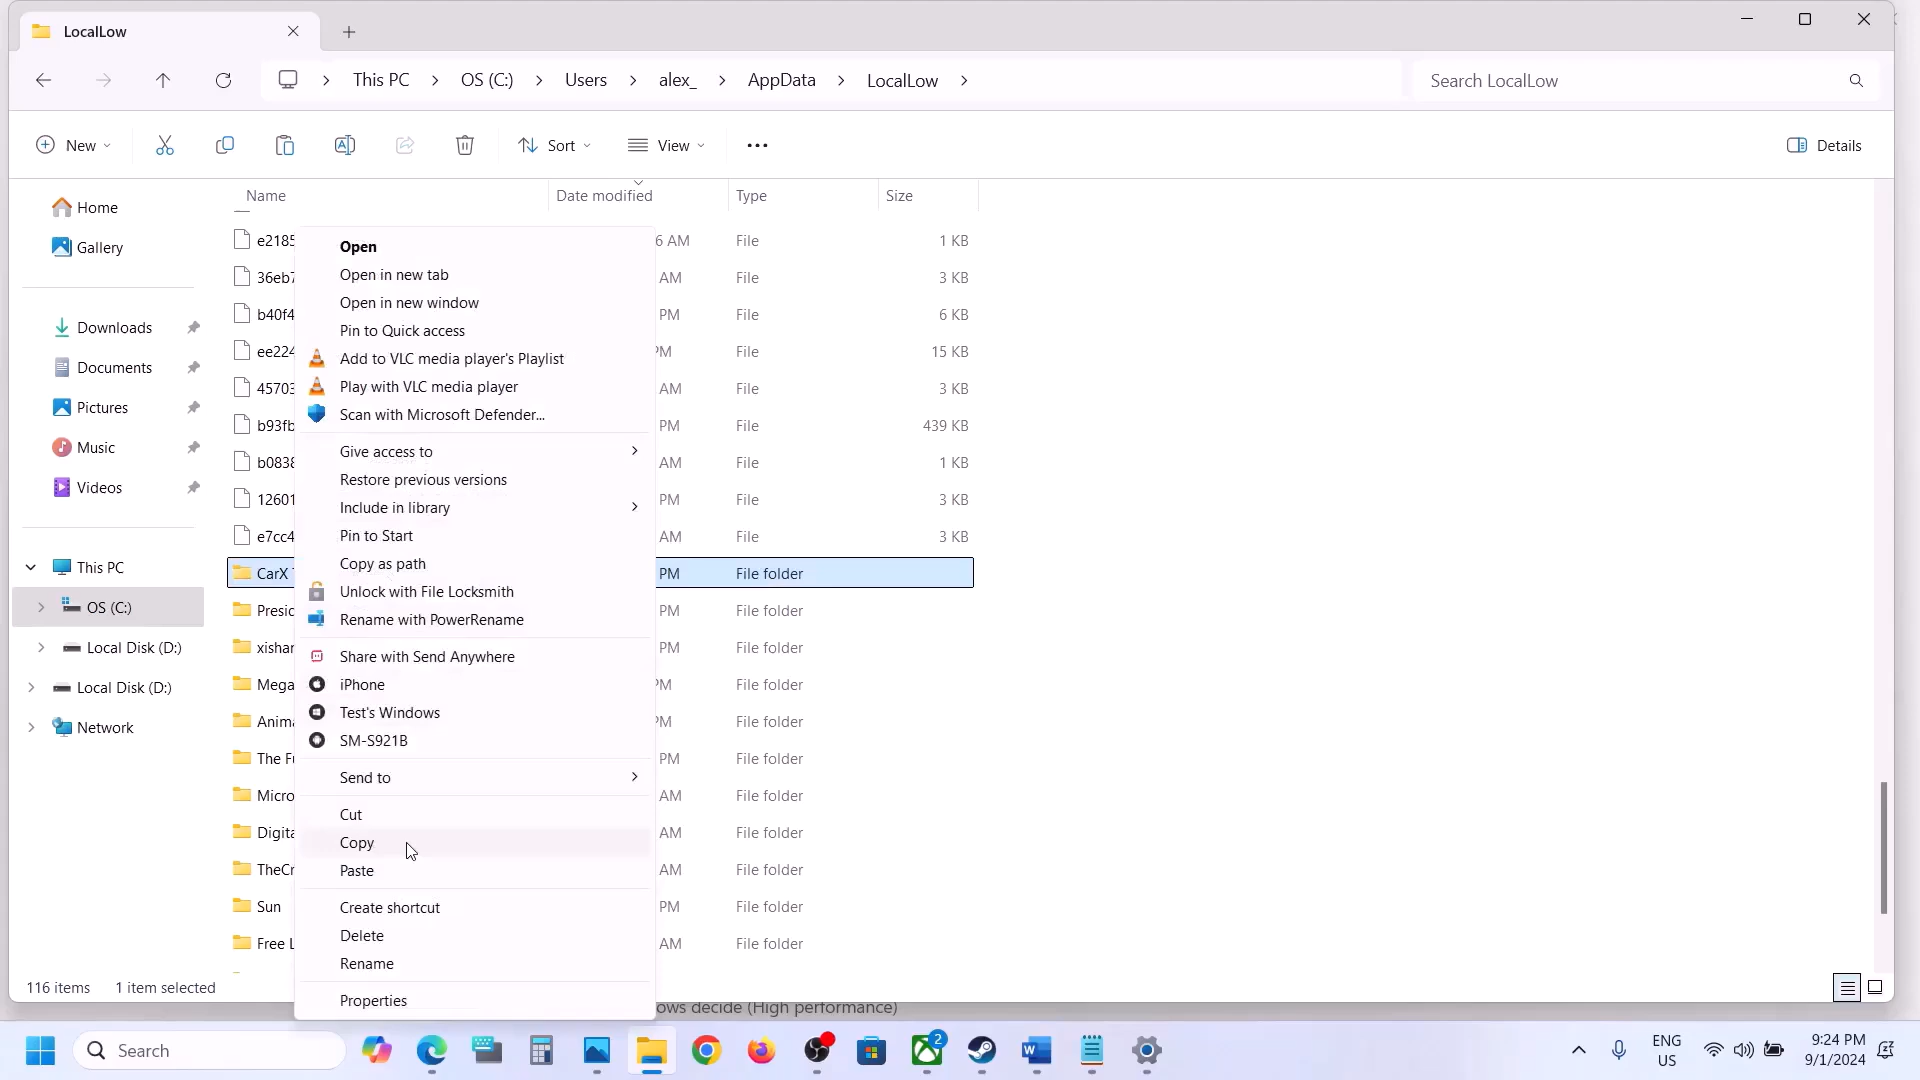 LocalLow
This PC
OS (C:)
Users
alex_
AppData
LocalLow
Search LocalLow
New
Sort
View
Details
Name
Date modified
Type
Size
Home
Gallery
Downloads
Documents
Pictures
Music
Videos
This PC
OS (C:)
Local Disk (D:)
Local Disk (D:)
Network
e2185 6 AM File 1 KB
36eb7 AM File 3 KB
b40f4 PM File 6 KB
ee224 PM File 15 KB
45703 AM File 3 KB
b93fb PM File 439 KB
b0838 AM File 1 KB
12601 PM File 3 KB
e7cc4 AM File 3 KB
CarX PM File folder
Presid PM File folder
xishan PM File folder
Mega PM File folder
Anima PM File folder
The Fu PM File folder
Micro AM File folder
Digita AM File folder
TheCr AM File folder
Sun PM File folder
Free L AM File folder
Open
Open in new tab
Open in new window
Pin to Quick access
Add to VLC media player's Playlist
Play with VLC media player
Scan with Microsoft Defender...
Give access to
Restore previous versions
Include in library
Pin to Start
Copy as path
Unlock with File Locksmith
Rename with PowerRename
Share with Send Anywhere
iPhone
Test's Windows
SM-S921B
Send to
Cut
Copy
Paste
Create shortcut
Delete
Rename
Properties
116 items
1 item selected
ows decide (High performance)
Search
2
ENG
US
9:24 PM
9/1/2024